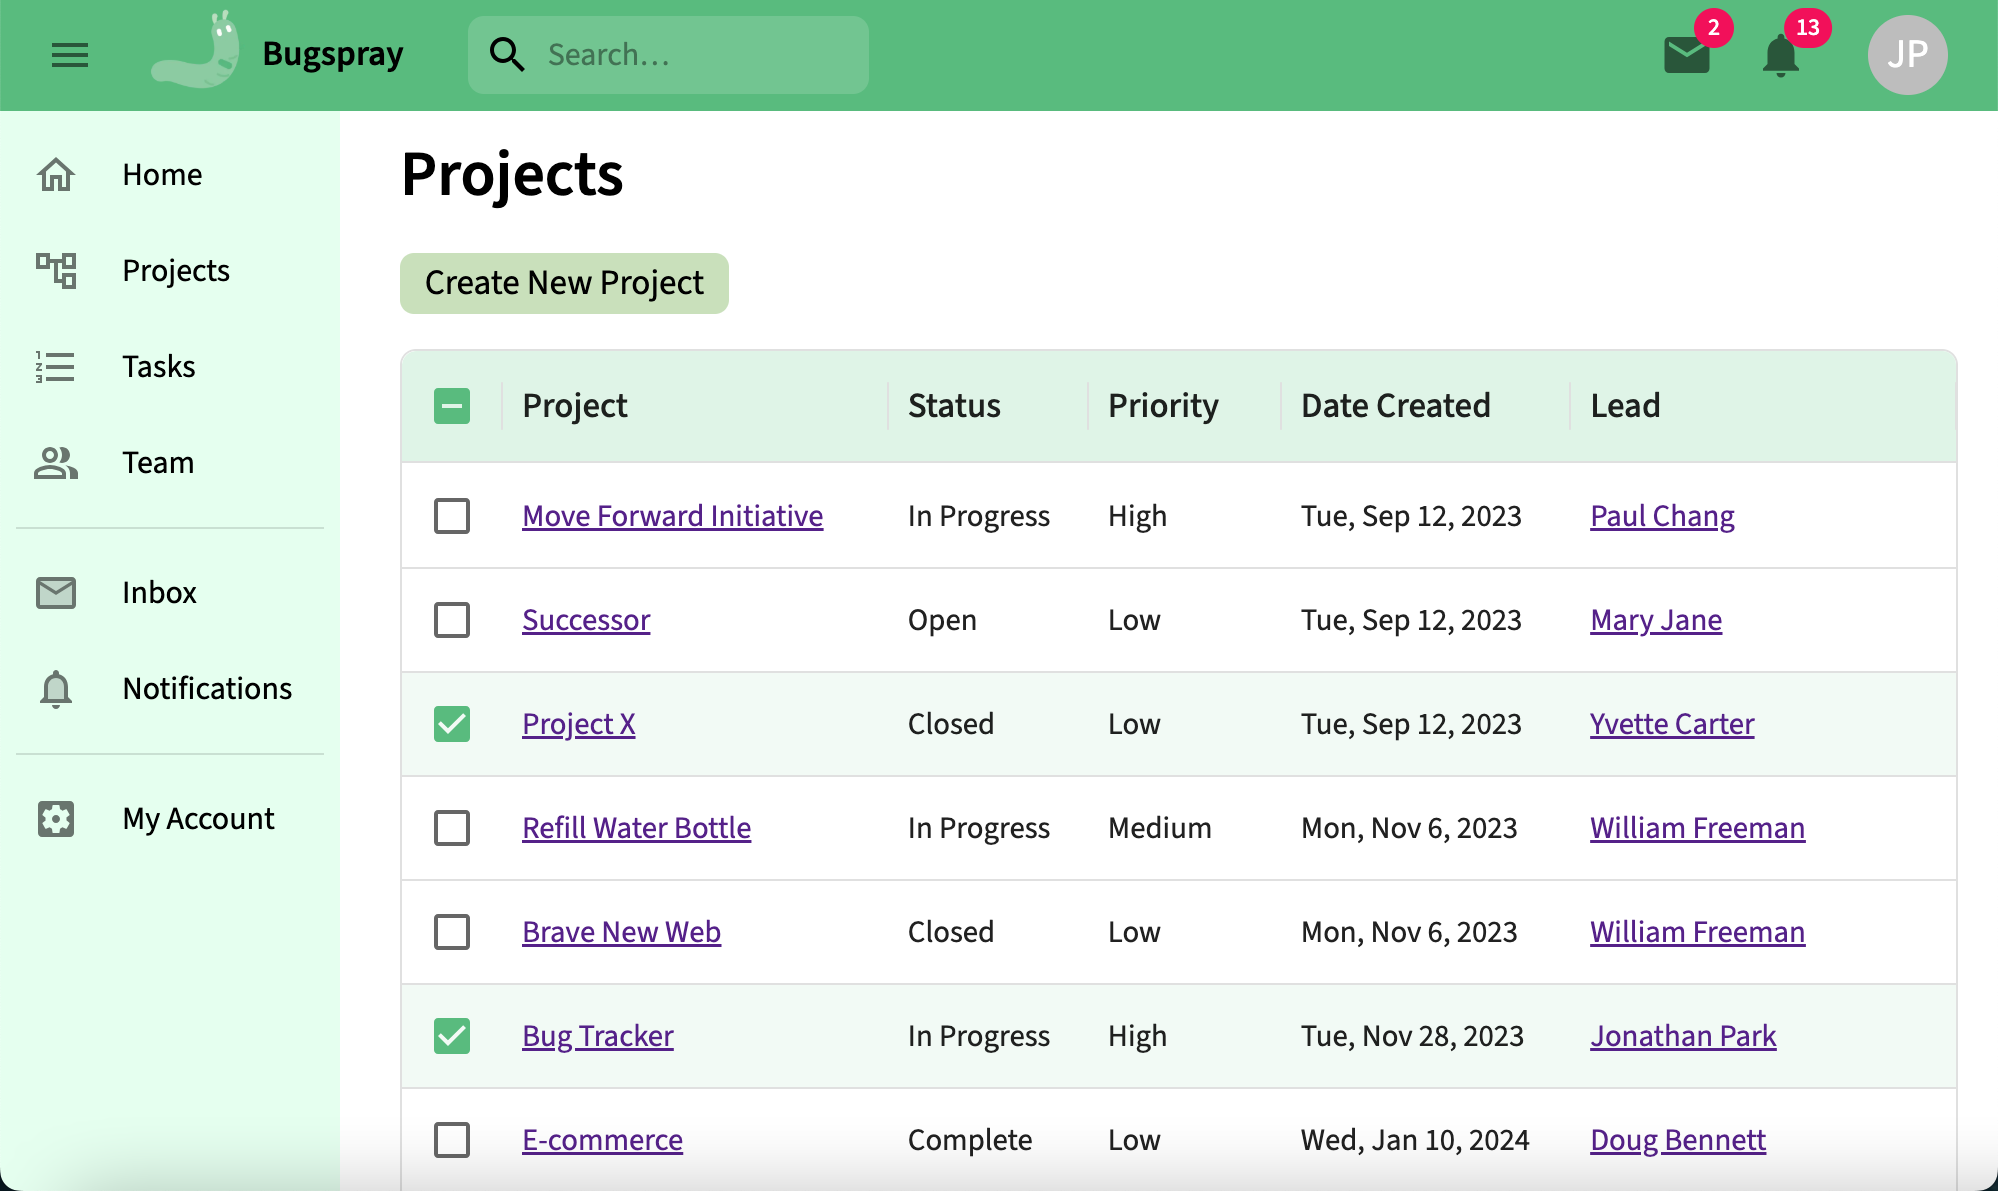 Bugspray
Search...
2
13
JP
Home
Projects
Tasks
Team
Inbox
Notifications
My Account
Projects
Create New Project
Project Status Priority Date Created Lead
Move Forward Initiative In Progress High Tue, Sep 12, 2023 Paul Chang
Successor Open Low Tue, Sep 12, 2023 Mary Jane
Project X Closed Low Tue, Sep 12, 2023 Yvette Carter
Refill Water Bottle In Progress Medium Mon, Nov 6, 2023 William Freeman
Brave New Web Closed Low Mon, Nov 6, 2023 William Freeman
Bug Tracker In Progress High Tue, Nov 28, 2023 Jonathan Park
E-commerce Complete Low Wed, Jan 10, 2024 Doug Bennett